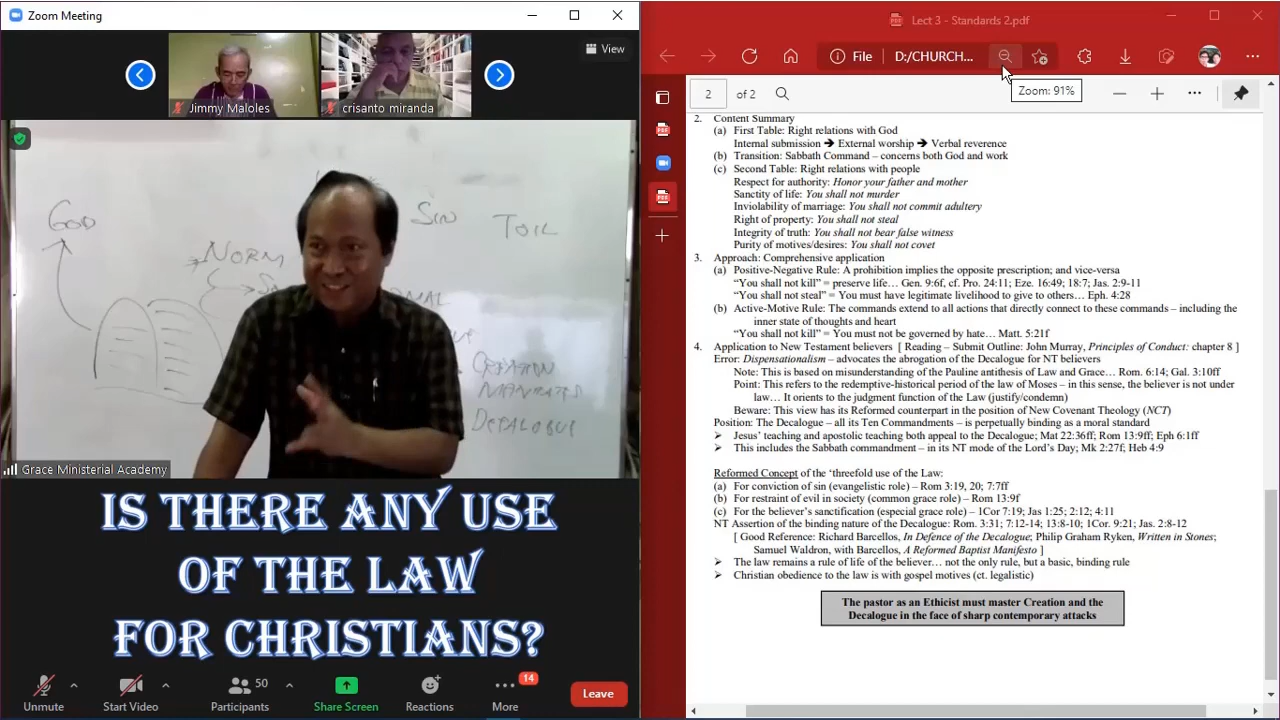 Zoom Meeting
View
Jimmy Maloles
crisanto miranda
GOD
NORM
SIN
TOIL
CREATION
MANDATES
DECALOGUE
Grace Ministerial Academy
IS THERE ANY USE
OF THE LAW
FOR CHRISTIANS?
Unmute
Start Video
50
Participants
Share Screen
Reactions
14
More
Leave
Lect 3 - Standards 2.pdf
File
D:/CHURCH...
Zoom: 91%
2 of 2
2. Content Summary
(a) First Table: Right relations with God
Internal submission ➔ External worship ➔ Verbal reverence
(b) Transition: Sabbath Command – concerns both God and work
(c) Second Table: Right relations with people
Respect for authority: Honor your father and mother
Sanctity of life: You shall not murder
Inviolability of marriage: You shall not commit adultery
Right of property: You shall not steal
Integrity of truth: You shall not bear false witness
Purity of motives/desires: You shall not covet
3. Approach: Comprehensive application
(a) Positive-Negative Rule: A prohibition implies the opposite prescription; and vice-versa
“You shall not kill” = preserve life… Gen. 9:6f, cf. Pro. 24:11; Eze. 16:49; 18:7; Jas. 2:9-11
“You shall not steal” = You must have legitimate livelihood to give to others… Eph. 4:28
(b) Active-Motive Rule: The commands extend to all actions that directly connect to these commands – including the
inner state of thoughts and heart
“You shall not kill” = You must not be governed by hate… Matt. 5:21f
4. Application to New Testament believers [ Reading – Submit Outline: John Murray, Principles of Conduct: chapter 8 ]
Error: Dispensationalism – advocates the abrogation of the Decalogue for NT believers
Note: This is based on misunderstanding of the Pauline antithesis of Law and Grace… Rom. 6:14; Gal. 3:10ff
Point: This refers to the redemptive-historical period of the law of Moses – in this sense, the believer is not under
law… It orients to the judgment function of the Law (justify/condemn)
Beware: This view has its Reformed counterpart in the position of New Covenant Theology (NCT)
Position: The Decalogue – all its Ten Commandments – is perpetually binding as a moral standard
➢ Jesus’ teaching and apostolic teaching both appeal to the Decalogue; Mat 22:36ff; Rom 13:9ff; Eph 6:1ff
➢ This includes the Sabbath commandment – in its NT mode of the Lord’s Day; Mk 2:27f; Heb 4:9
Reformed Concept of the ‘threefold use of the Law:
(a) For conviction of sin (evangelistic role) – Rom 3:19, 20; 7:7ff
(b) For restraint of evil in society (common grace role) – Rom 13:9f
(c) For the believer’s sanctification (especial grace role) – 1Cor 7:19; Jas 1:25; 2:12; 4:11
NT Assertion of the binding nature of the Decalogue: Rom. 3:31; 7:12-14; 13:8-10; 1Cor. 9:21; Jas. 2:8-12
[ Good Reference: Richard Barcellos, In Defence of the Decalogue; Philip Graham Ryken, Written in Stones;
Samuel Waldron, with Barcellos, A Reformed Baptist Manifesto ]
➢ The law remains a rule of life of the believer… not the only rule, but a basic, binding rule
➢ Christian obedience to the law is with gospel motives (ct. legalistic)
The pastor as an Ethicist must master Creation and the
Decalogue in the face of sharp contemporary attacks